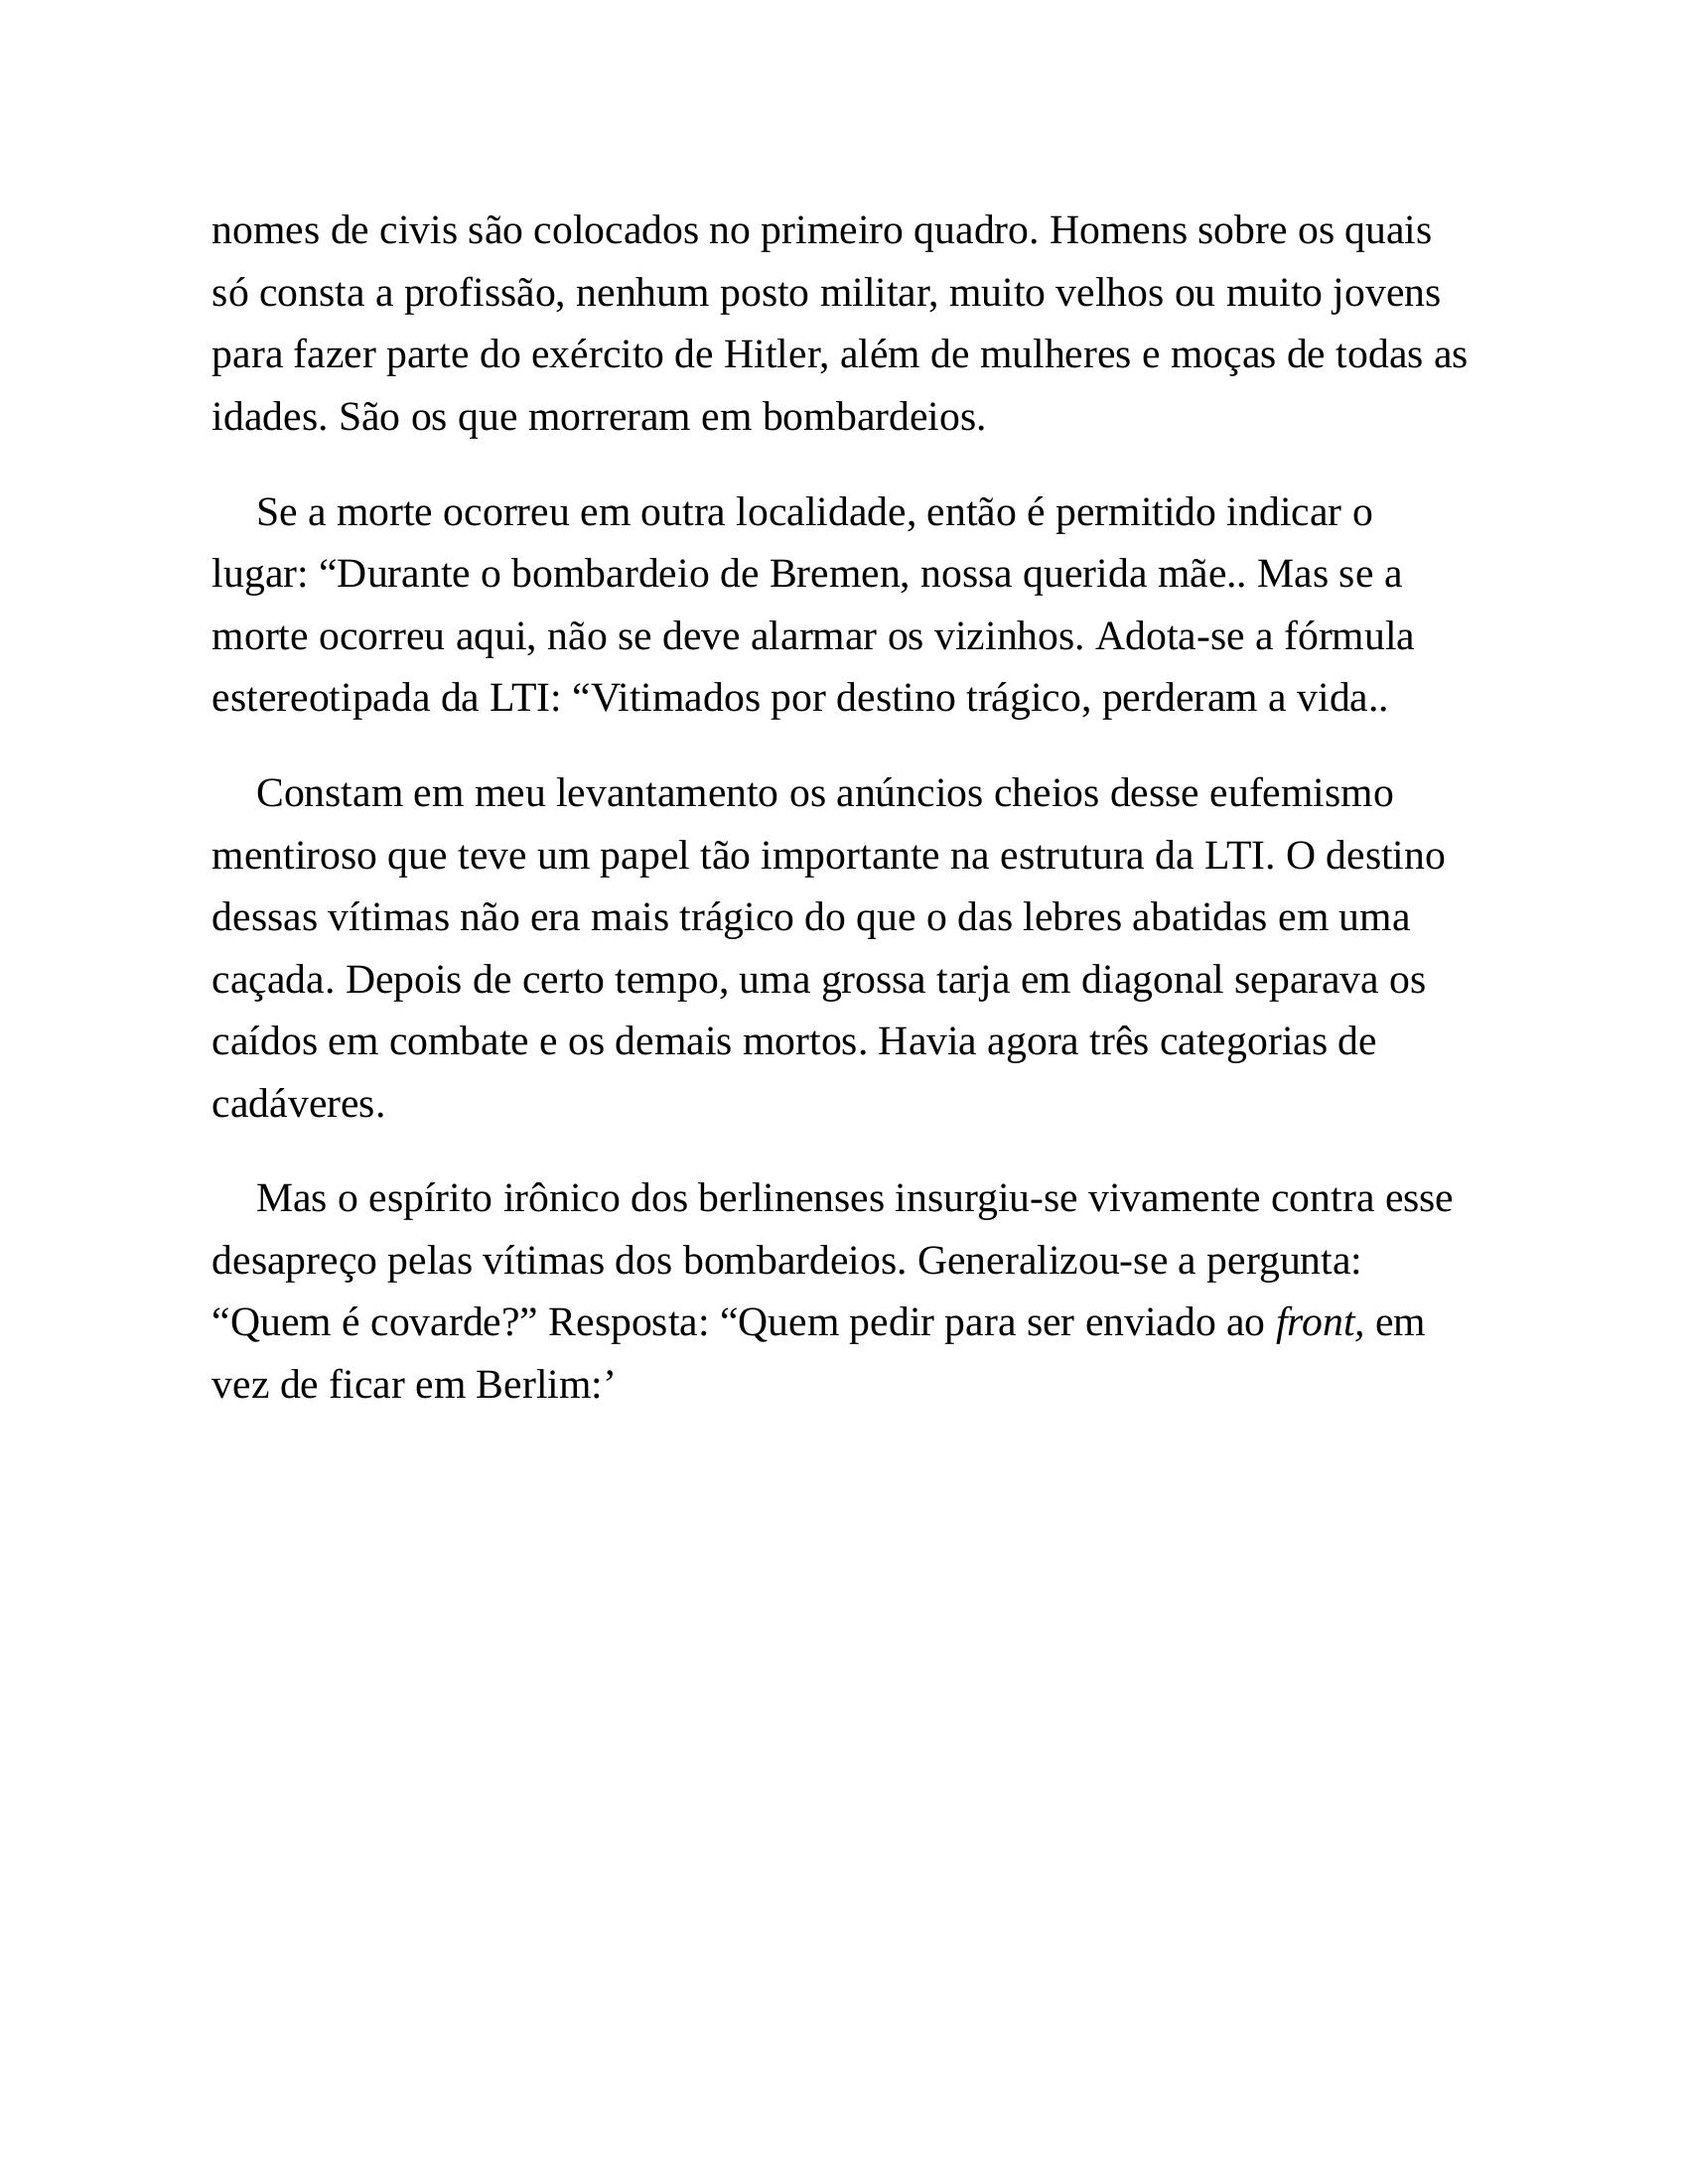 nomes de civis são colocados no primeiro quadro. Homens sobre os quais
só consta a profissão, nenhum posto militar, muito velhos ou muito jovens
para fazer parte do exército de Hitler, além de mulheres e moças de todas as
idades. São os que morreram em bombardeios.
Se a morte ocorreu em outra localidade, então é permitido indicar o
lugar: “Durante o bombardeio de Bremen, nossa querida mãe.. Mas se a
morte ocorreu aqui, não se deve alarmar os vizinhos. Adota-se a fórmula
estereotipada da LTI: “Vitimados por destino trágico, perderam a vida..
Constam em meu levantamento os anúncios cheios desse eufemismo
mentiroso que teve um papel tão importante na estrutura da LTI. O destino
dessas vítimas não era mais trágico do que o das lebres abatidas em uma
caçada. Depois de certo tempo, uma grossa tarja em diagonal separava os
caídos em combate e os demais mortos. Havia agora três categorias de
cadáveres.
Mas o espírito irônico dos berlinenses insurgiu-se vivamente contra esse
desapreço pelas vítimas dos bombardeios. Generalizou-se a pergunta:
“Quem é covarde?” Resposta: “Quem pedir para ser enviado ao front, em
vez de ficar em Berlim:’